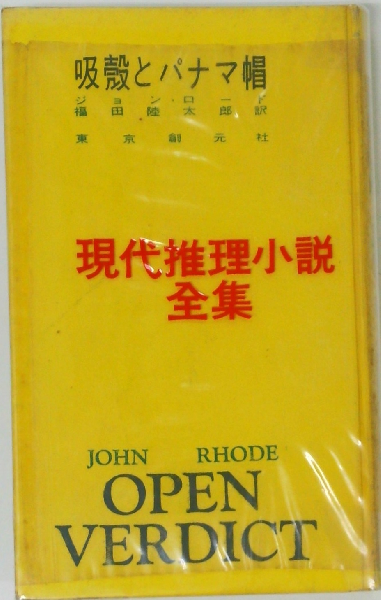 吸殻とパナマ帽
ジョン・ロード
福田陸太郎訳
東京創元社
現代推理小説
全集
JOHN RHODE
OPEN
VERDICT